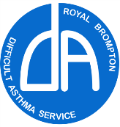 ROYAL BROMPTON
DIFFICULT ASTHMA SERVICE
dA